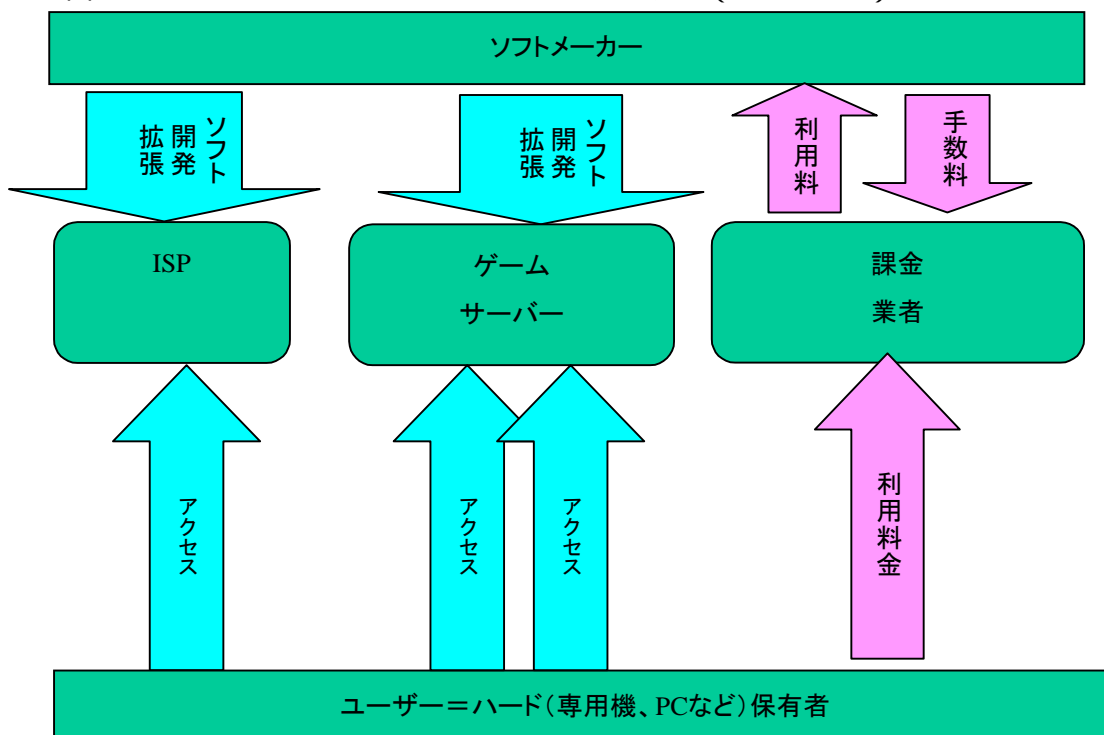 ソフトメーカー
ソフト
開発
拡張
ソフト
開発
拡張
利用料
手数料
ISP
ゲーム
サーバー
課金
業者
アクセス
アクセス
アクセス
利用料金
ユーザー＝ハード（専用機、PCなど）保有者